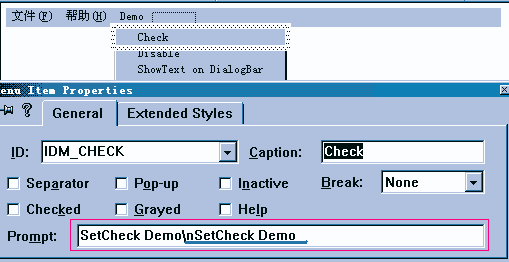 文件(F) 帮助(H) Demo
Check
Disable
ShowText on DialogBar
enu Item Properties
? General Extended Styles
ID: IDM_CHECK Caption: Check
Separator Pop-up Inactive Break: None
Checked Grayed Help
Prompt: SetCheck Demo\nSetCheck Demo